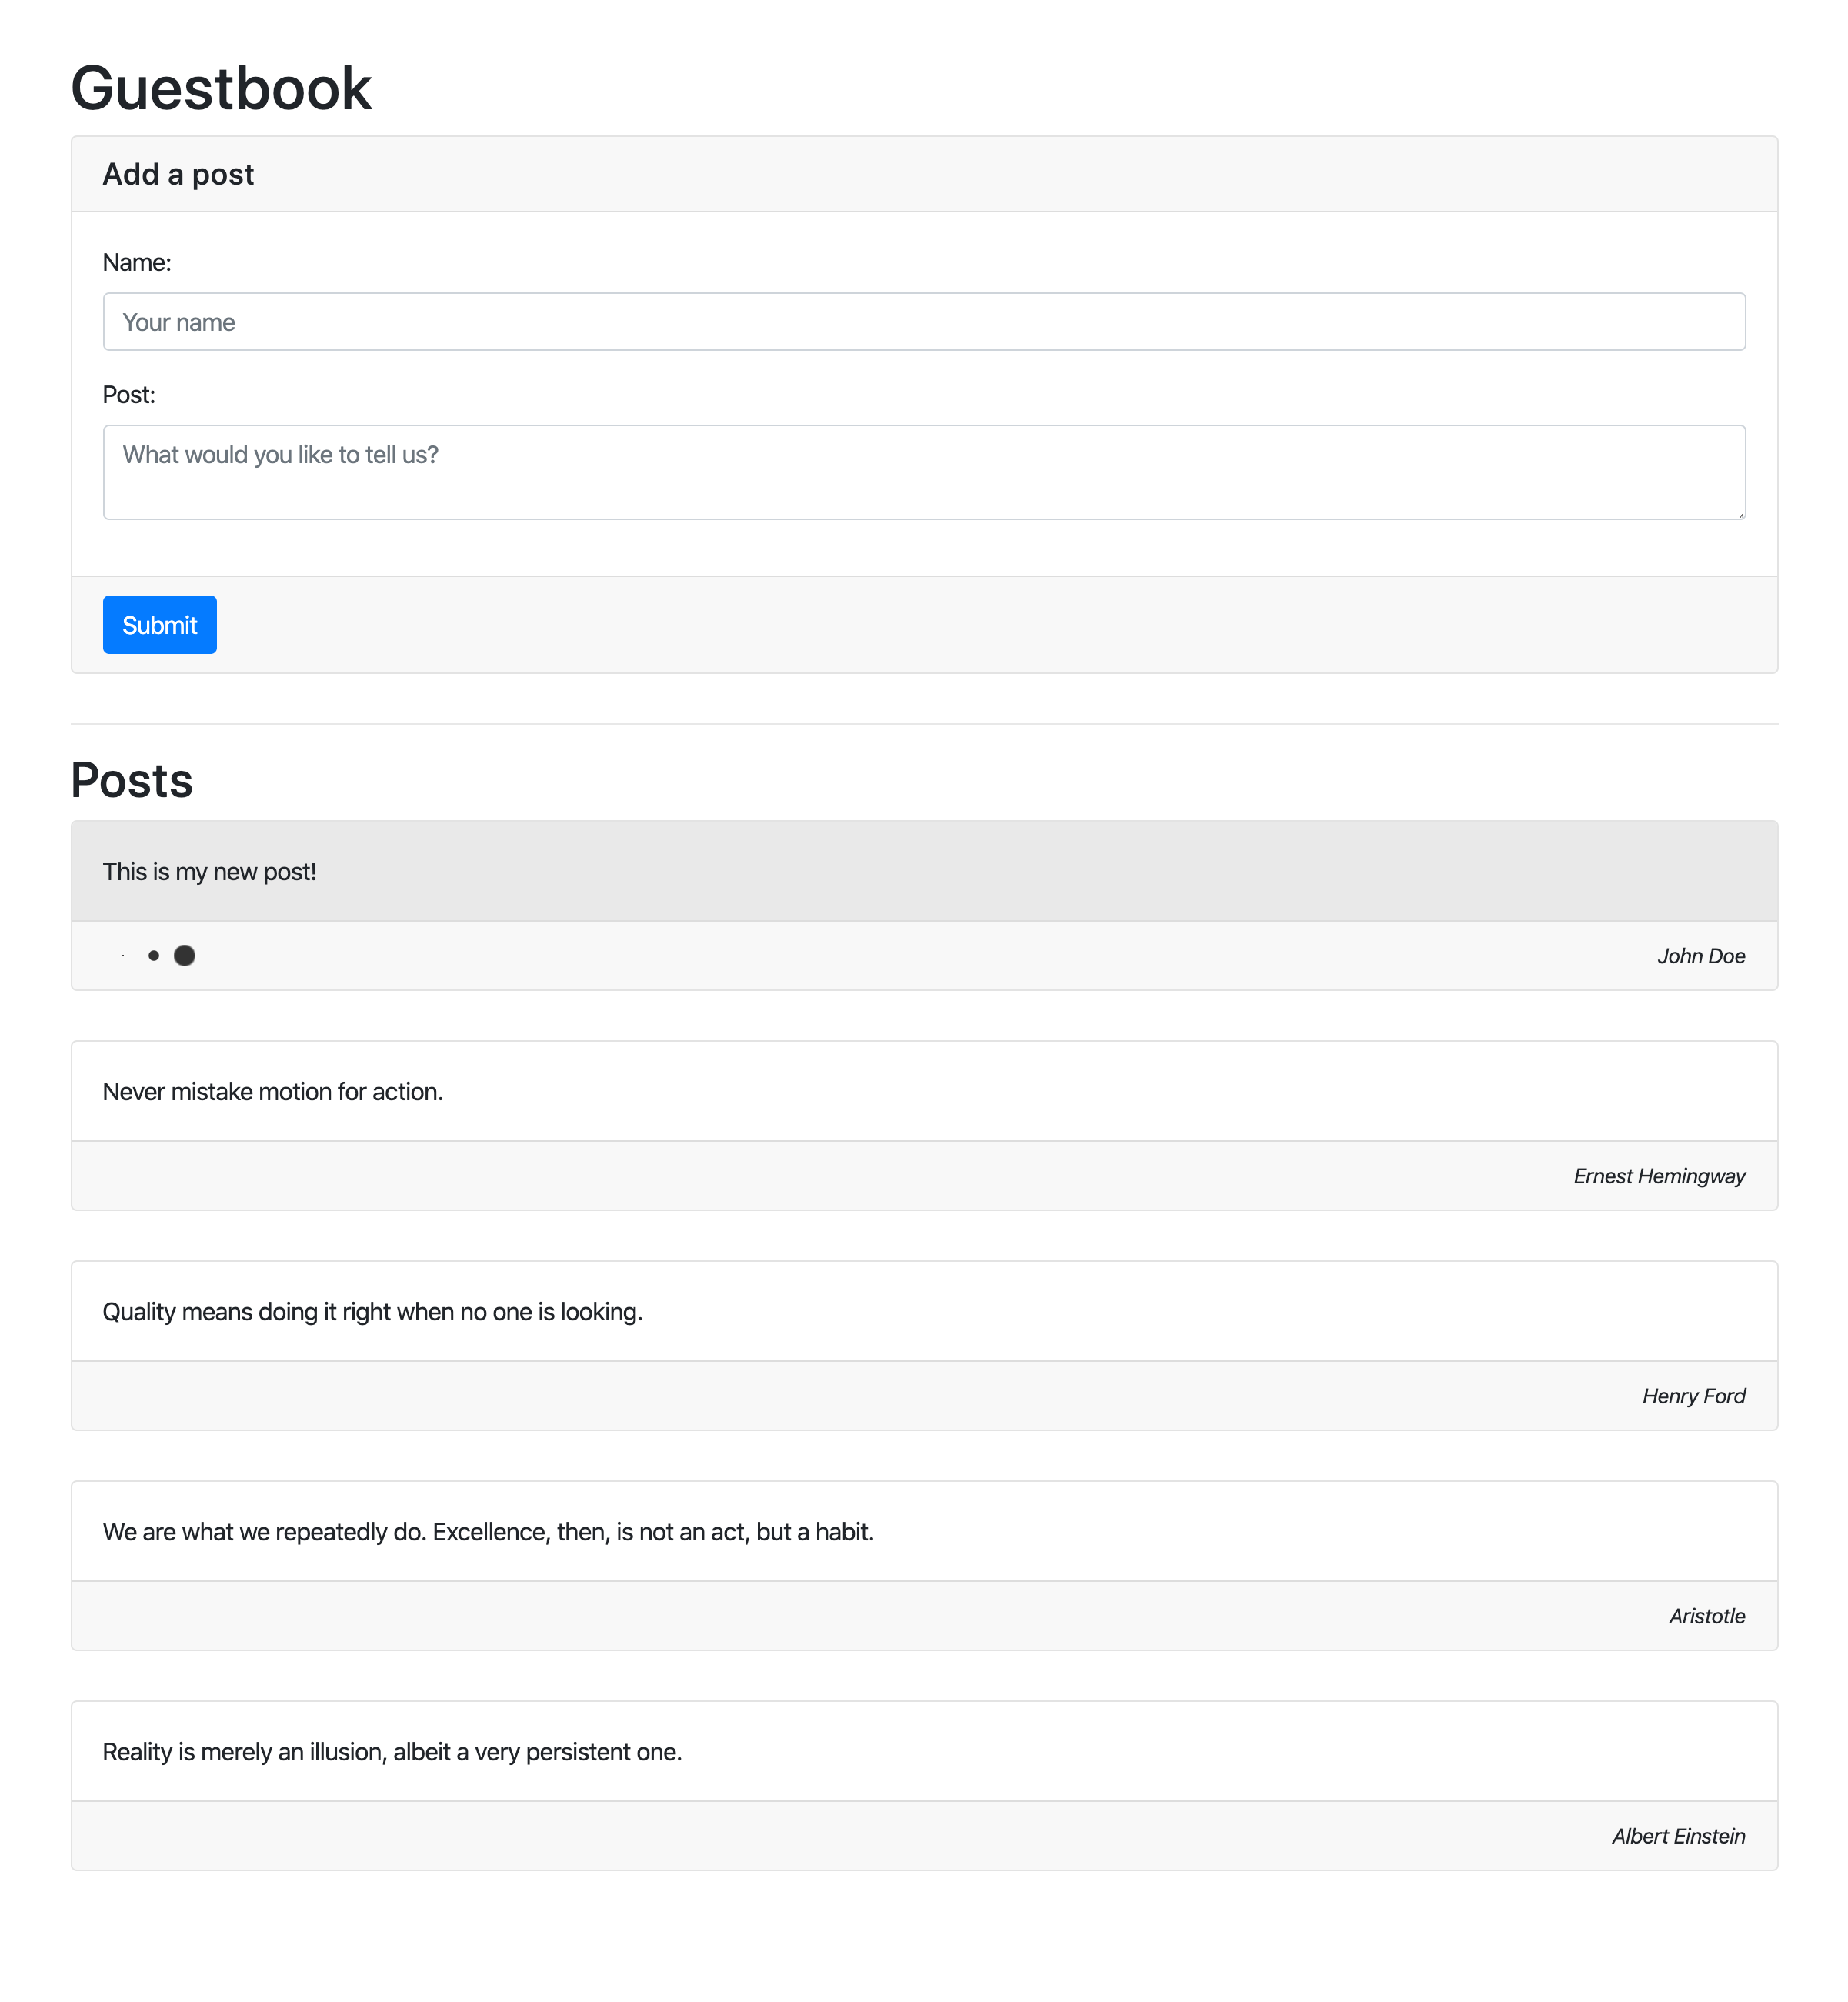 Guestbook
Add a post
Name:
Your name
Post:
What would you like to tell us?
Submit
Posts
This is my new post!
John Doe
Never mistake motion for action.
Ernest Hemingway
Quality means doing it right when no one is looking.
Henry Ford
We are what we repeatedly do. Excellence, then, is not an act, but a habit.
Aristotle
Reality is merely an illusion, albeit a very persistent one.
Albert Einstein